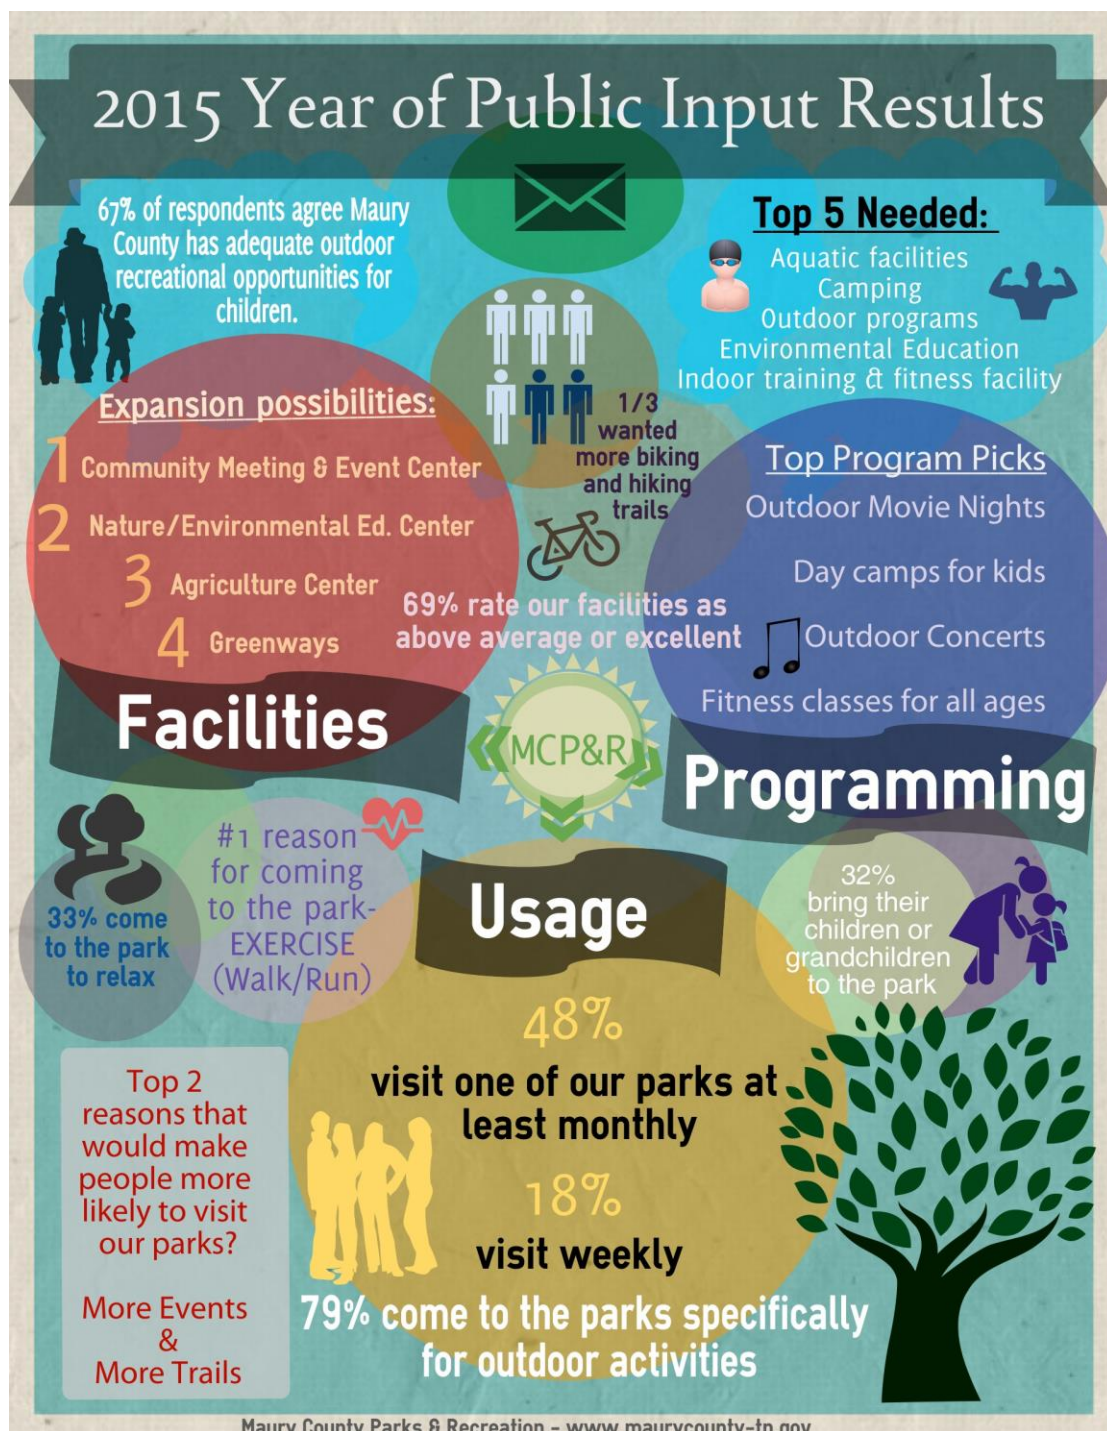 2015 Year of Public Input Results
67% of respondents agree Maury
County has adequate outdoor
recreational opportunities for
children.
Top 5 Needed:
Aquatic facilities
Camping
Outdoor programs
Environmental Education
Indoor training & fitness facility
Expansion possibilities:
1 Community Meeting & Event Center
2 Nature/Environmental Ed. Center
3 Agriculture Center
4 Greenways
1/3
wanted
more biking
and hiking
trails
69% rate our facilities as
above average or excellent
Top Program Picks
Outdoor Movie Nights
Day camps for kids
Outdoor Concerts
Fitness classes for all ages
Facilities
MCP&R
Programming
33% come
to the park
to relax
#1 reason
for coming
to the park-
EXERCISE
(Walk/Run)
Usage
32%
bring their
children or
grandchildren
to the park
48%
visit one of our parks at
least monthly
18%
visit weekly
79% come to the parks specifically
for outdoor activities
Top 2
reasons that
would make
people more
likely to visit
our parks?
More Events
&
More Trails
Maury County Parks & Recreation - www.maurycounty-tn.gov